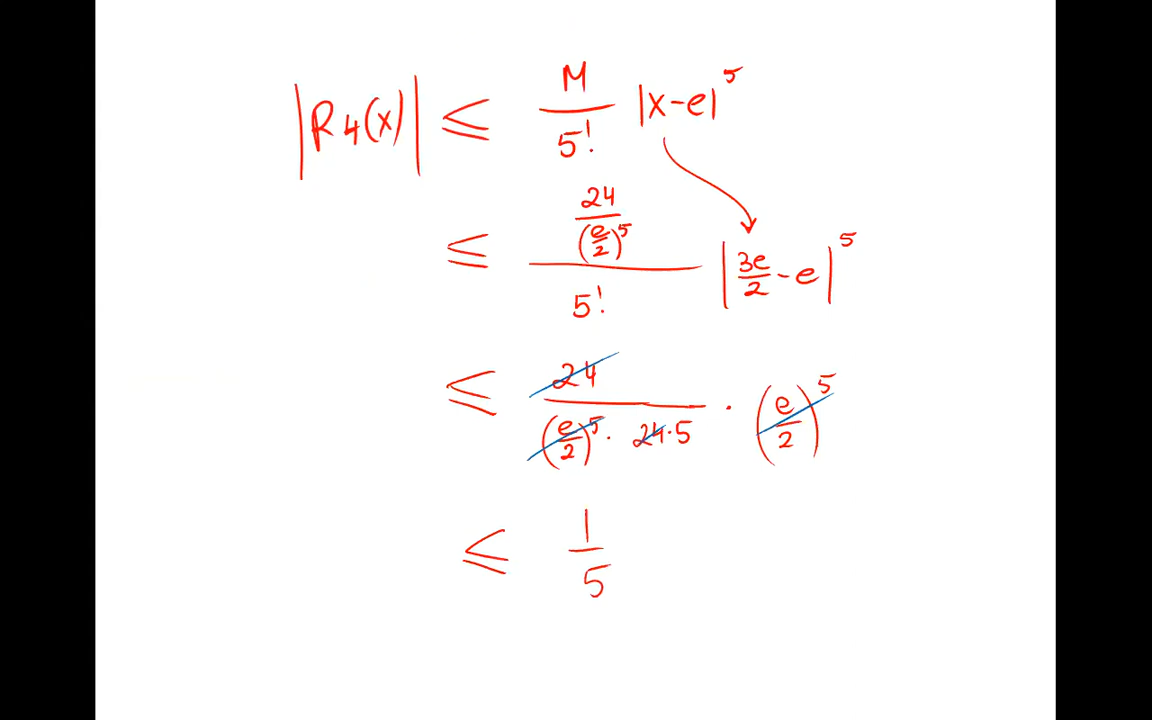 |R₄(x)| ≤ M/5! |x-e|⁵
≤ (24/(e/2)⁵)/5! |3e/2 - e|⁵
≤ 24/((e/2)⁵ · 24·5) · (e/2)⁵
≤ 1/5